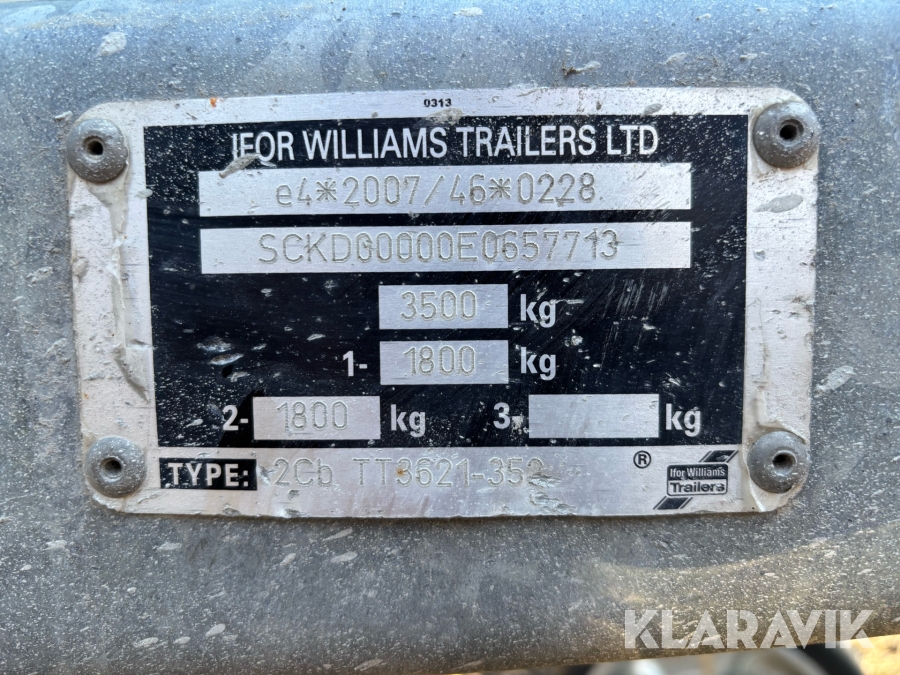 0313
IFOR WILLIAMS TRAILERS LTD
e4*2007/46*0228
SCKD00000E0657713
3500 kg
1- 1800 kg
2- 1800 kg 3- kg
TYPE: 2Cb TT3621-352 ®
Ifor Williams
Trailers
KLARAVIK